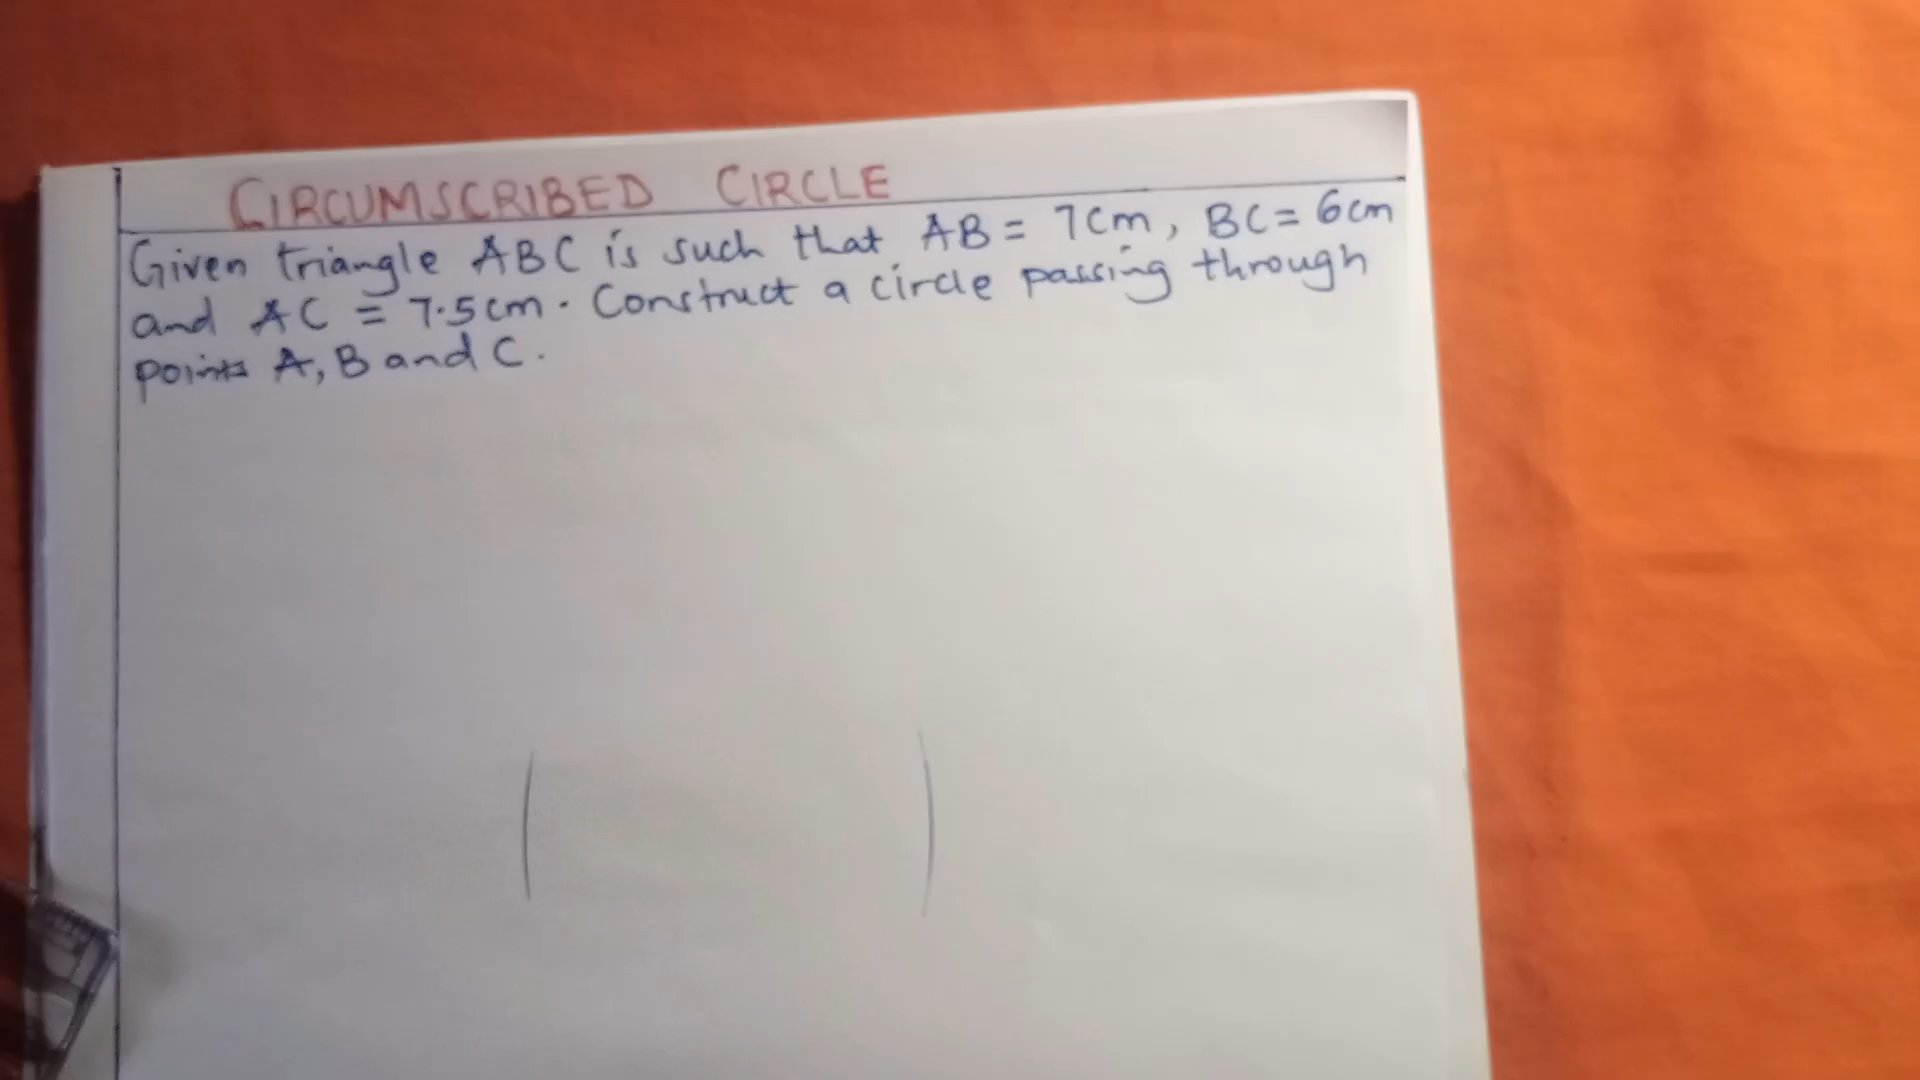 CIRCUMSCRIBED CIRCLE
Given triangle ABC is such that AB = 7cm, BC = 6cm
and AC = 7.5cm. Construct a circle passing through
points A, B and C.